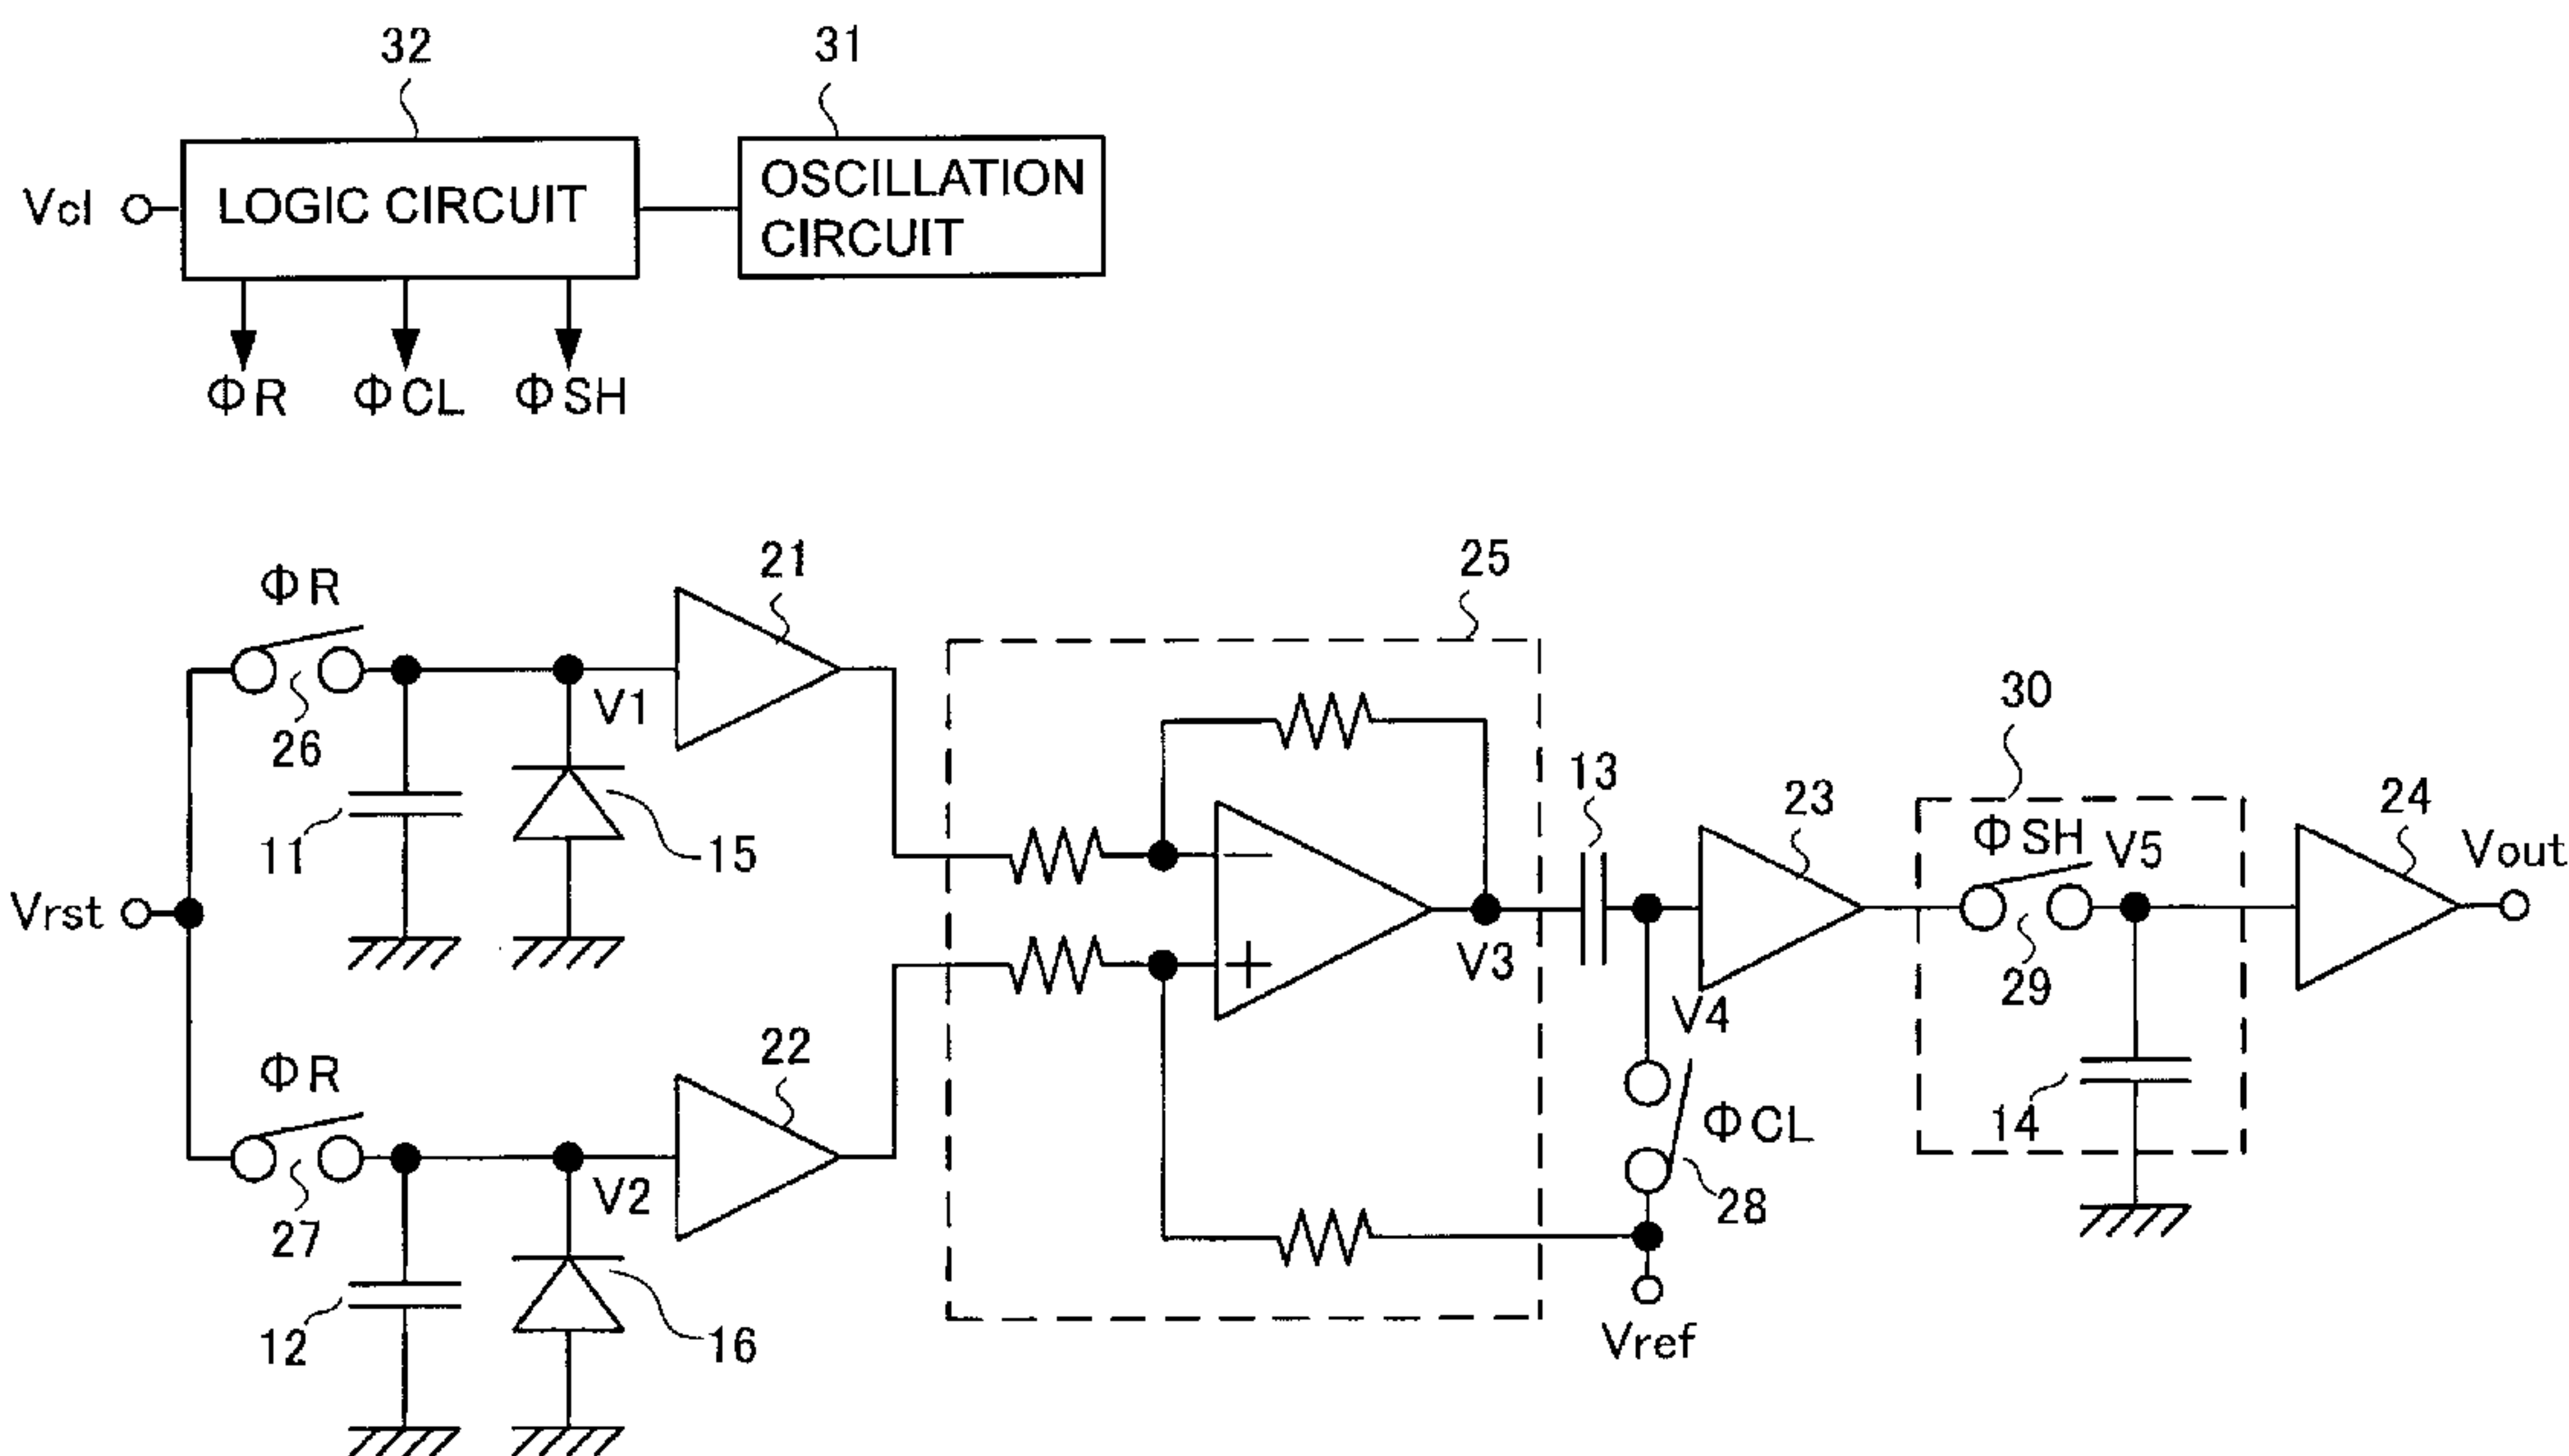 32
31
Vcl
LOGIC CIRCUIT
OSCILLATION
CIRCUIT
ΦR
ΦCL
ΦSH
21
25
ΦR
30
V1
26
13
23
24
11
15
ΦSH
V5
Vout
Vrst
V3
29
V4
22
ΦR
ΦCL
14
V2
28
27
12
16
Vref
−
+